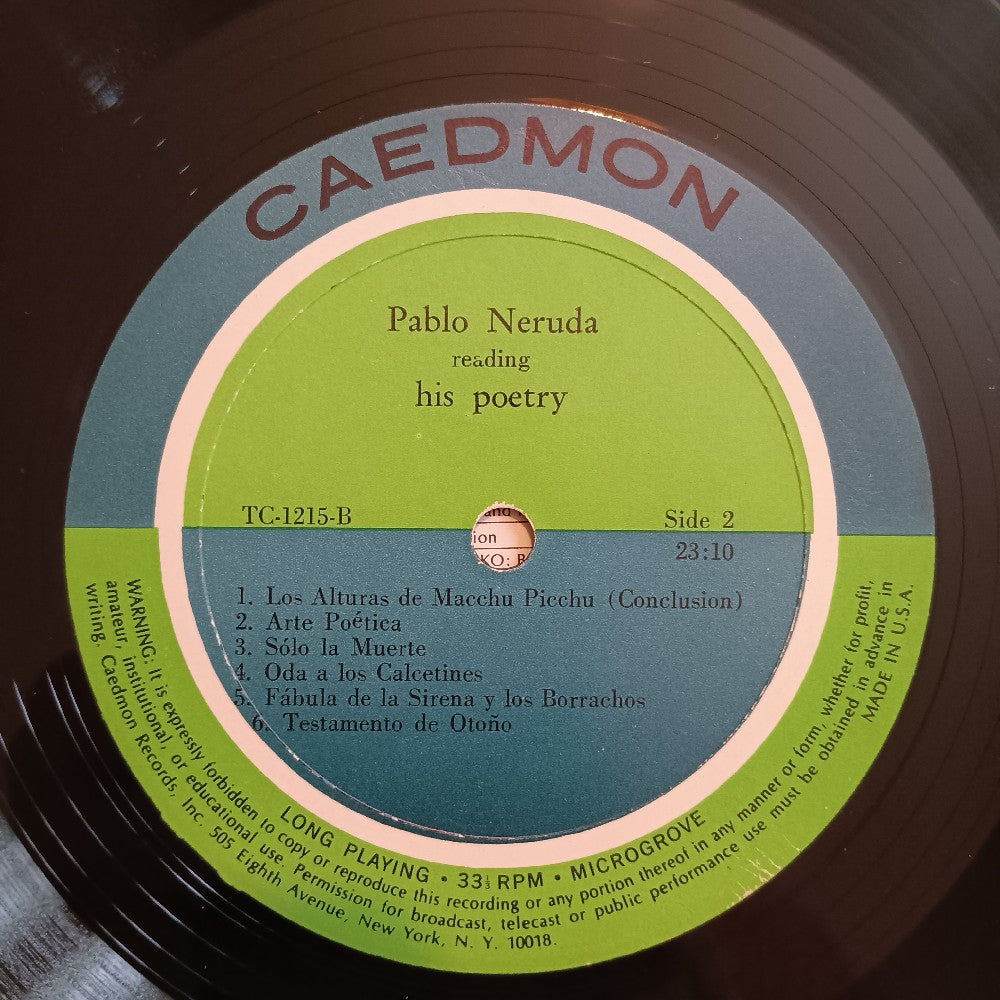 CAEDMON
Pablo Neruda
reading
his poetry
TC-1215-B
Side 2
23:10
and
ion
KO: B
1. Los Alturas de Macchu Picchu (Conclusion)
2. Arte Poética
3. Sólo la Muerte
4. Oda a los Calcetines
5. Fábula de la Sirena y los Borrachos
6. Testamento de Otoño
LONG PLAYING • 33⅓ RPM • MICROGROVE
WARNING: It is expressly forbidden to copy or reproduce this recording or any portion thereof in any manner or form, whether for profit,
amateur, institutional, or educational use. Permission for broadcast, telecast or public performance use must be obtained in advance in
writing. Caedmon Records, Inc. 505 Eighth Avenue, New York, N. Y. 10018.
MADE IN U.S.A.